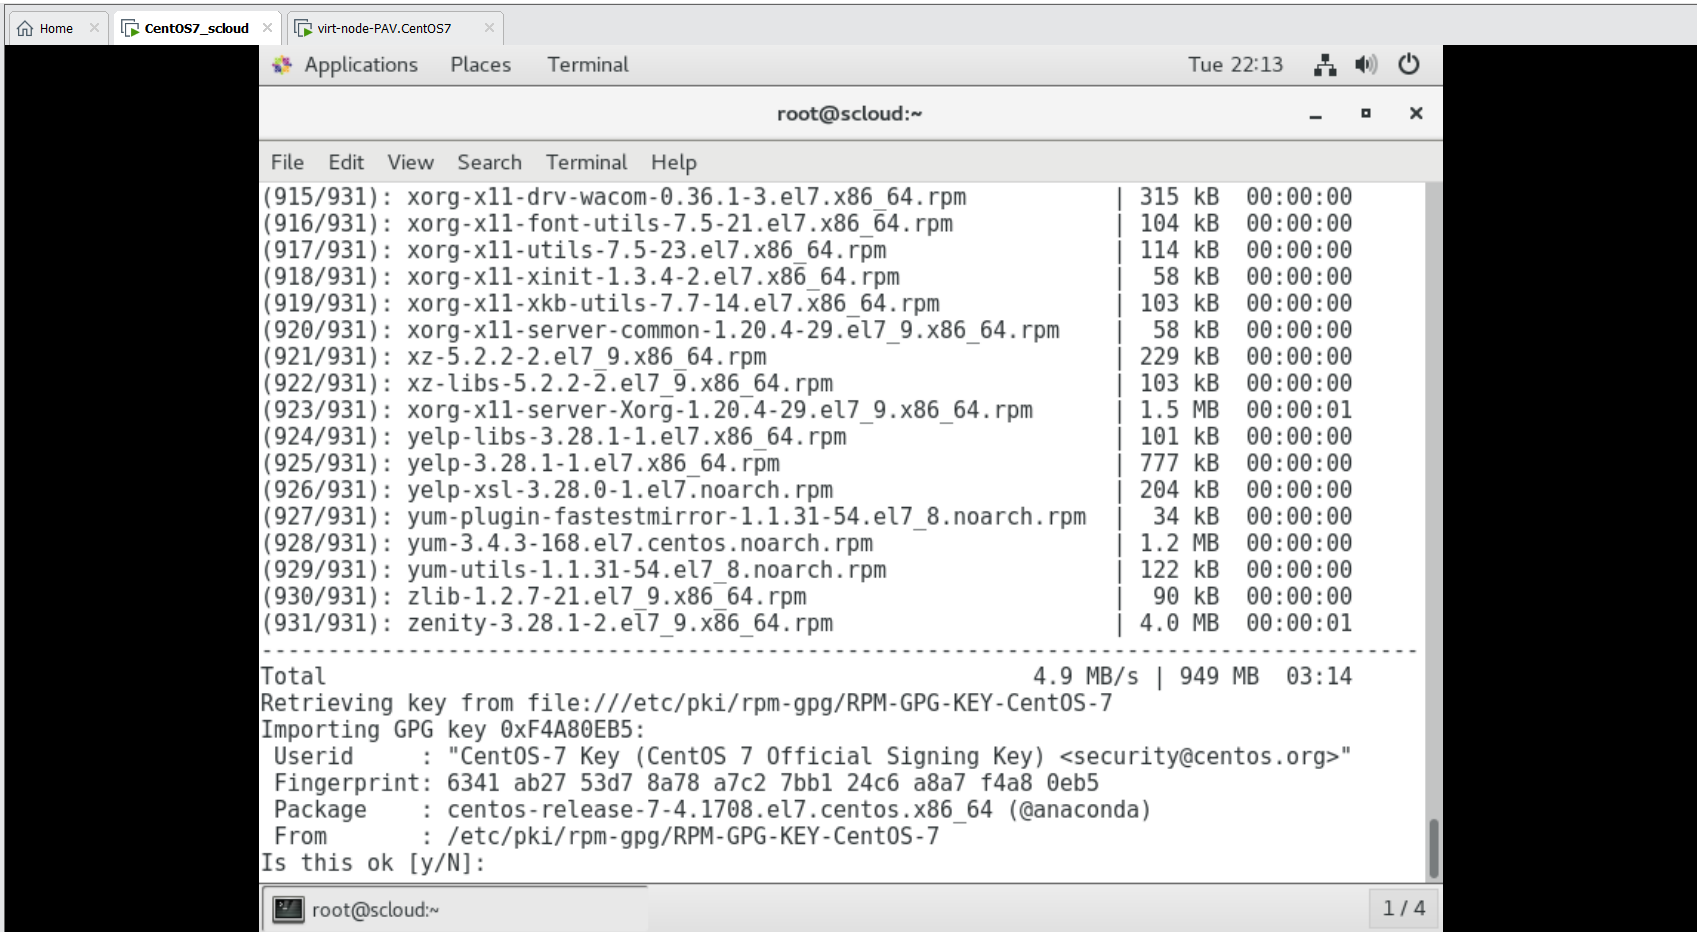 Home
CentOS7_scloud
virt-node-PAV.CentOS7
Applications Places Terminal Tue 22:13
root@scloud:~
File Edit View Search Terminal Help
(915/931): xorg-x11-drv-wacom-0.36.1-3.el7.x86_64.rpm | 315 kB 00:00:00
(916/931): xorg-x11-font-utils-7.5-21.el7.x86_64.rpm | 104 kB 00:00:00
(917/931): xorg-x11-utils-7.5-23.el7.x86_64.rpm | 114 kB 00:00:00
(918/931): xorg-x11-xinit-1.3.4-2.el7.x86_64.rpm | 58 kB 00:00:00
(919/931): xorg-x11-xkb-utils-7.7-14.el7.x86_64.rpm | 103 kB 00:00:00
(920/931): xorg-x11-server-common-1.20.4-29.el7_9.x86_64.rpm | 58 kB 00:00:00
(921/931): xz-5.2.2-2.el7_9.x86_64.rpm | 229 kB 00:00:00
(922/931): xz-libs-5.2.2-2.el7_9.x86_64.rpm | 103 kB 00:00:00
(923/931): xorg-x11-server-Xorg-1.20.4-29.el7_9.x86_64.rpm | 1.5 MB 00:00:01
(924/931): yelp-libs-3.28.1-1.el7.x86_64.rpm | 101 kB 00:00:00
(925/931): yelp-3.28.1-1.el7.x86_64.rpm | 777 kB 00:00:00
(926/931): yelp-xsl-3.28.0-1.el7.noarch.rpm | 204 kB 00:00:00
(927/931): yum-plugin-fastestmirror-1.1.31-54.el7_8.noarch.rpm | 34 kB 00:00:00
(928/931): yum-3.4.3-168.el7.centos.noarch.rpm | 1.2 MB 00:00:00
(929/931): yum-utils-1.1.31-54.el7_8.noarch.rpm | 122 kB 00:00:00
(930/931): zlib-1.2.7-21.el7_9.x86_64.rpm | 90 kB 00:00:00
(931/931): zenity-3.28.1-2.el7_9.x86_64.rpm | 4.0 MB 00:00:01
--------------------------------------------------------------------------------
Total 4.9 MB/s | 949 MB 03:14
Retrieving key from file:///etc/pki/rpm-gpg/RPM-GPG-KEY-CentOS-7
Importing GPG key 0xF4A80EB5:
Userid : "CentOS-7 Key (CentOS 7 Official Signing Key) <security@centos.org>"
Fingerprint: 6341 ab27 53d7 8a78 a7c2 7bb1 24c6 a8a7 f4a8 0eb5
Package : centos-release-7-4.1708.el7.centos.x86_64 (@anaconda)
From : /etc/pki/rpm-gpg/RPM-GPG-KEY-CentOS-7
Is this ok [y/N]:
root@scloud:~ 1 / 4